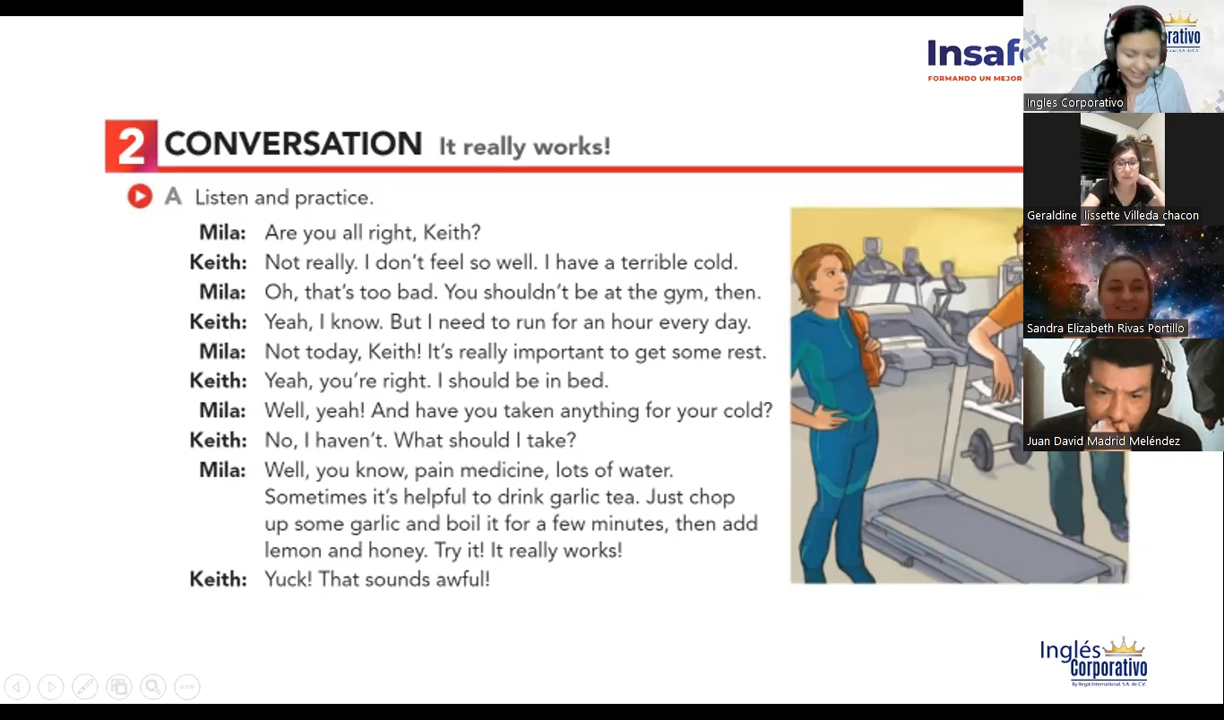 Insafo
FORMANDO UN MEJOR
rativo
Ingles Corporativo
2 CONVERSATION It really works!
A Listen and practice.
Geraldine lissette Villeda chacon
Mila: Are you all right, Keith?
Keith: Not really. I don't feel so well. I have a terrible cold.
Mila: Oh, that's too bad. You shouldn't be at the gym, then.
Keith: Yeah, I know. But I need to run for an hour every day.
Sandra Elizabeth Rivas Portillo
Mila: Not today, Keith! It's really important to get some rest.
Keith: Yeah, you're right. I should be in bed.
Mila: Well, yeah! And have you taken anything for your cold?
Keith: No, I haven't. What should I take?
Juan David Madrid Meléndez
Mila: Well, you know, pain medicine, lots of water.
Sometimes it's helpful to drink garlic tea. Just chop
up some garlic and boil it for a few minutes, then add
lemon and honey. Try it! It really works!
Keith: Yuck! That sounds awful!
Inglés
Corporativo
By Regal International, S.A. de C.V.